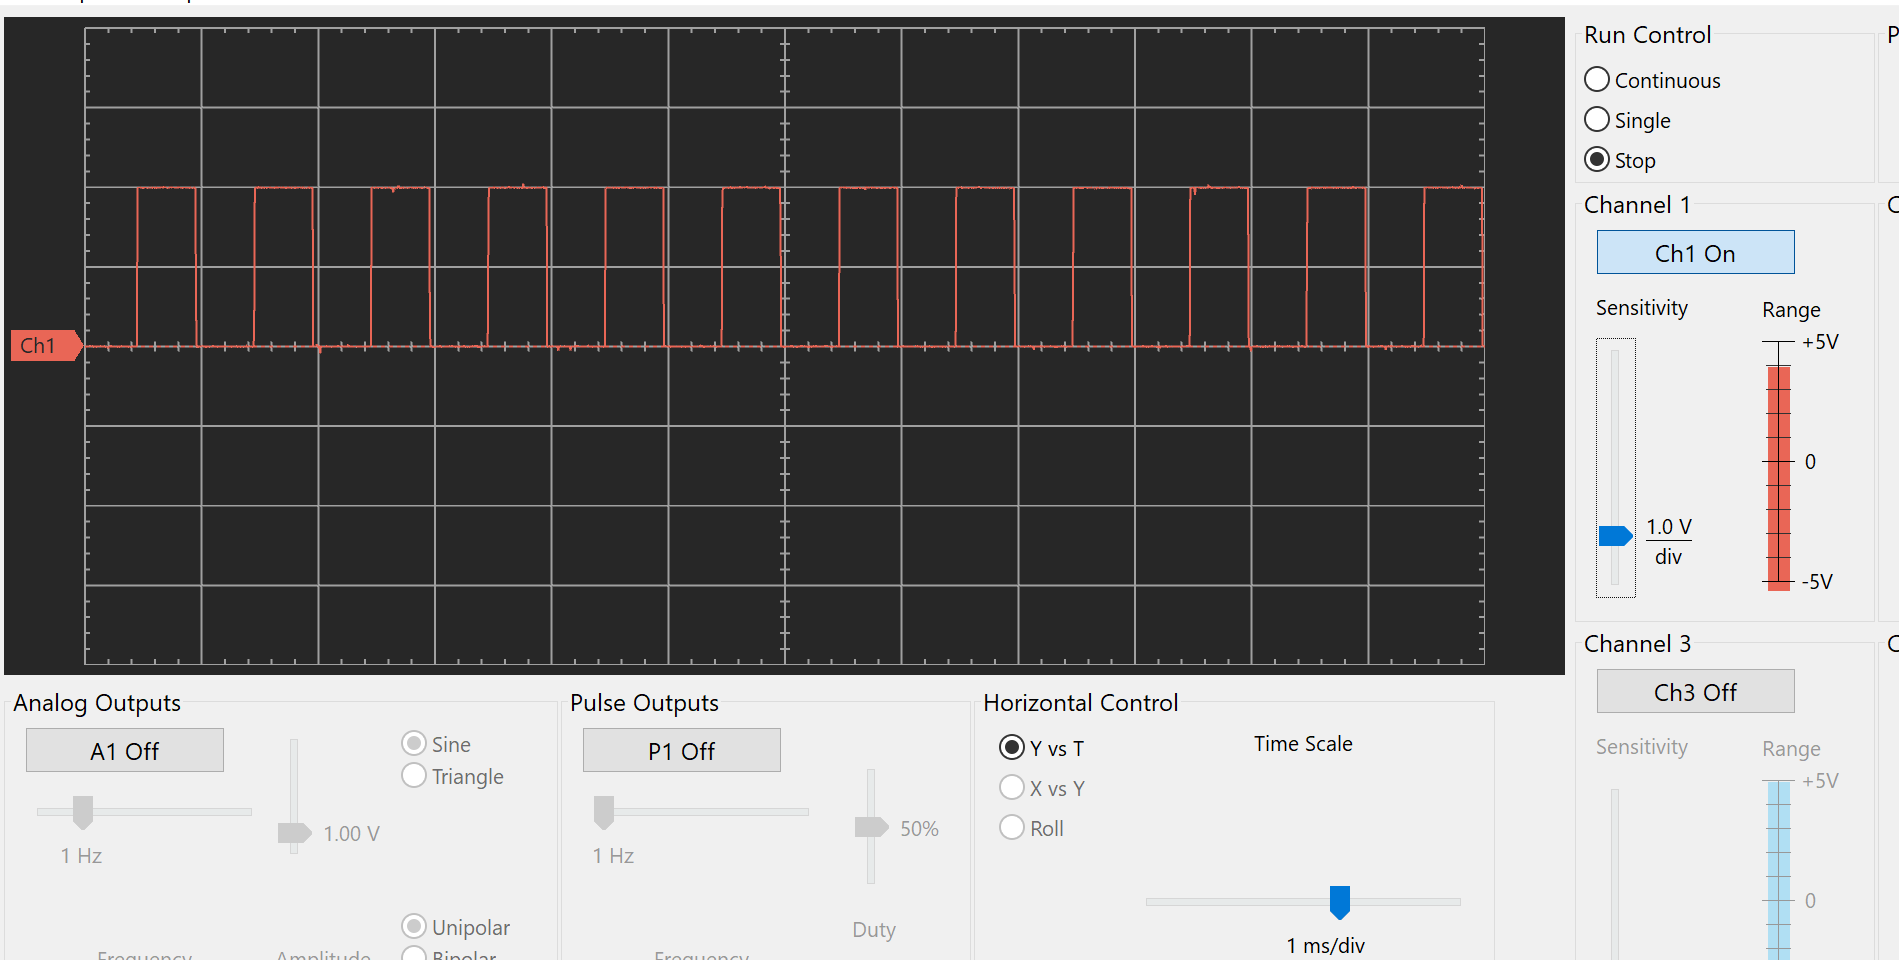 Run Control
Continuous
Single
Stop
Channel 1
Ch1 On
Sensitivity
Range
+5V
0
1.0 V
div
-5V
Ch1
Channel 3
Ch3 Off
Sensitivity
Range
+5V
0
Analog Outputs
A1 Off
Sine
Triangle
1.00 V
1 Hz
Unipolar
Bipolar
Frequency
Amplitude
Pulse Outputs
P1 Off
50%
1 Hz
Duty
Frequency
Horizontal Control
Y vs T
X vs Y
Roll
Time Scale
1 ms/div